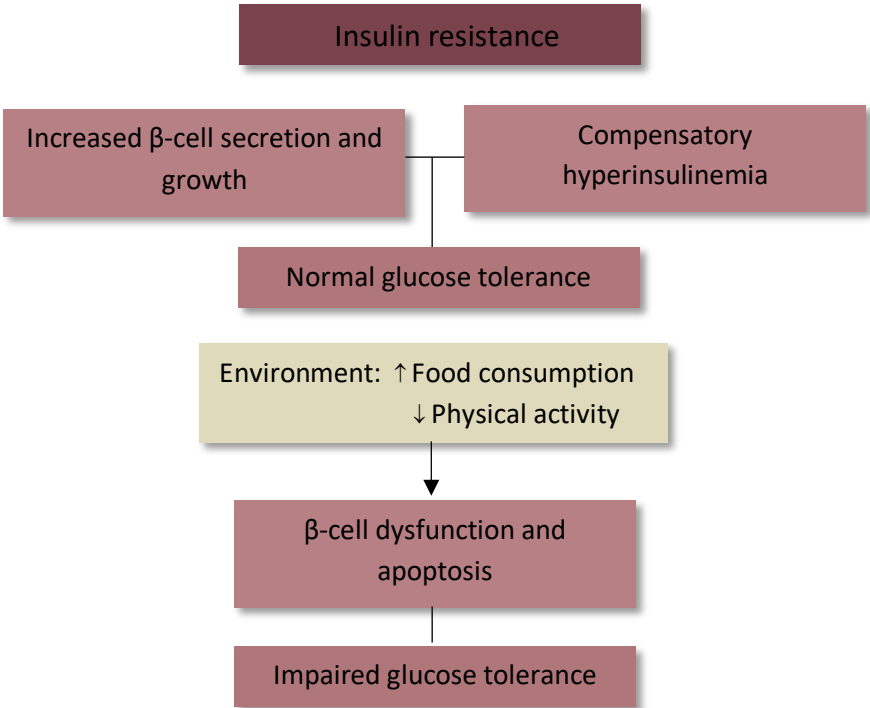 Insulin resistance
Increased β-cell secretion and
growth
Compensatory
hyperinsulinemia
Normal glucose tolerance
Environment: ↑ Food consumption
↓ Physical activity
β-cell dysfunction and
apoptosis
Impaired glucose tolerance